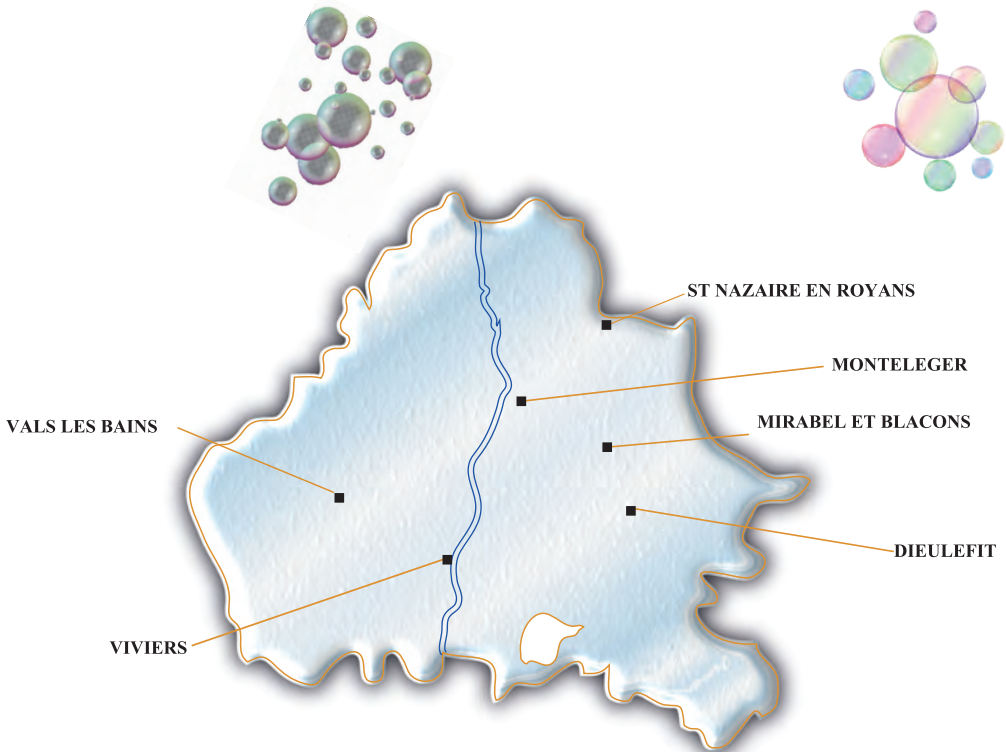 ST NAZAIRE EN ROYANS
MONTELEGER
MIRABEL ET BLACONS
VALS LES BAINS
DIEULEFIT
VIVIERS